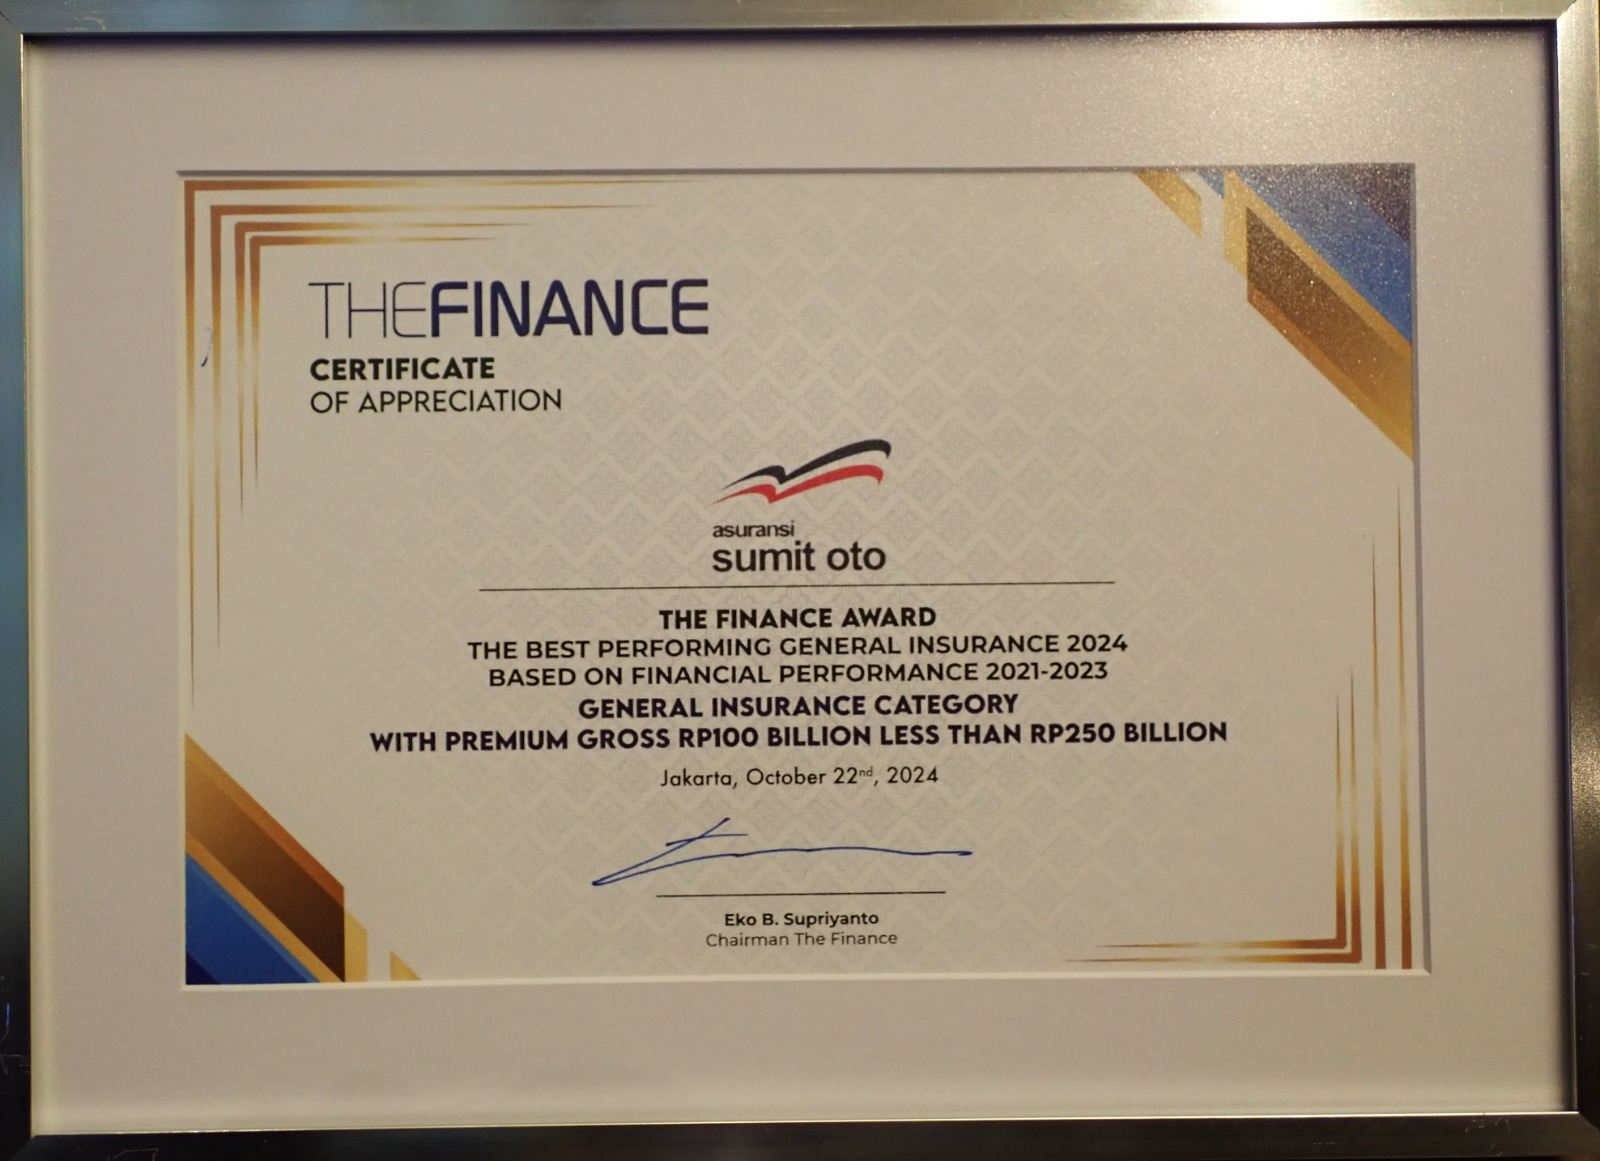 THEFINANCE
CERTIFICATE
OF APPRECIATION
asuransi
sumit oto
THE FINANCE AWARD
THE BEST PERFORMING GENERAL INSURANCE 2024
BASED ON FINANCIAL PERFORMANCE 2021-2023
GENERAL INSURANCE CATEGORY
WITH PREMIUM GROSS RP100 BILLION LESS THAN RP250 BILLION
Jakarta, October 22nd, 2024
Eko B. Supriyanto
Chairman The Finance